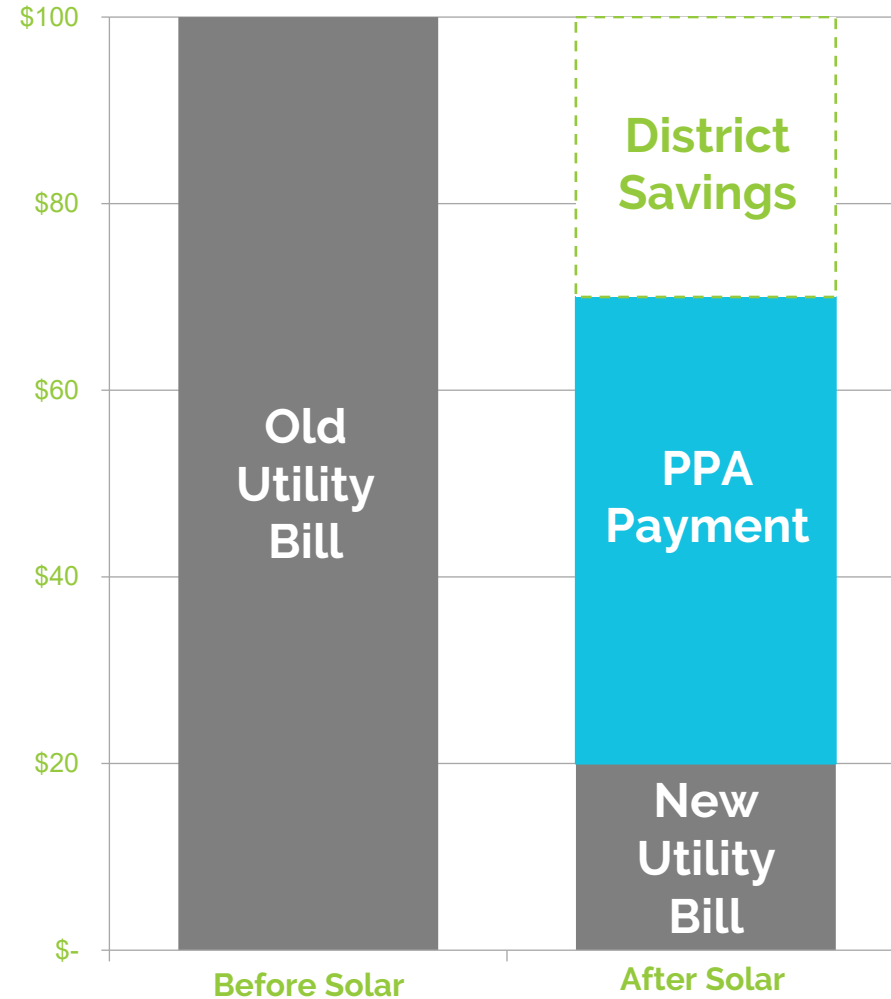 $100
$80
$60
$40
$20
$-
Old
Utility
Bill
District
Savings
PPA
Payment
New
Utility
Bill
Before Solar
After Solar